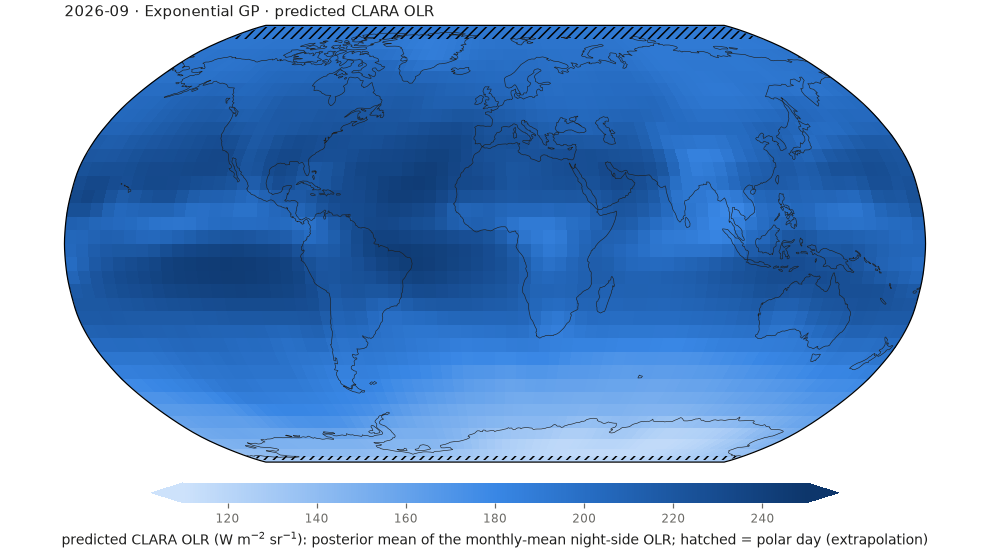 2026-09 · Exponential GP · predicted CLARA OLR
120 140 160 180 200 220 240
predicted CLARA OLR (W m⁻² sr⁻¹): posterior mean of the monthly-mean night-side OLR; hatched = polar day (extrapolation)